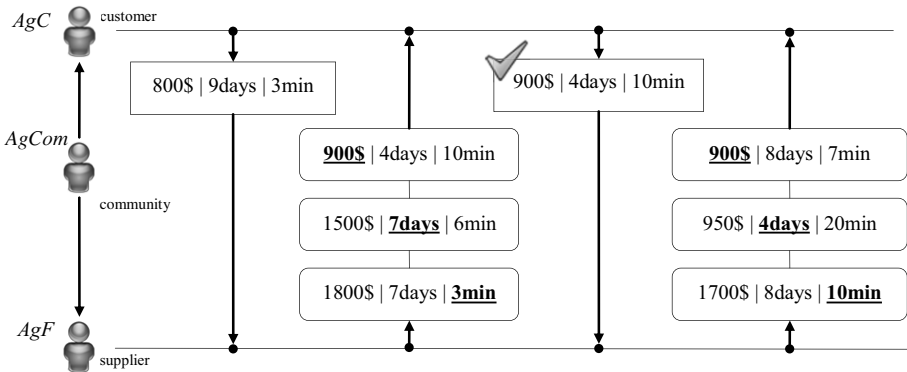 AgC
customer
800$ | 9days | 3min
900$ | 4days | 10min
AgCom
community
900$ | 4days | 10min
1500$ | 7days | 6min
1800$ | 7days | 3min
900$ | 8days | 7min
950$ | 4days | 20min
1700$ | 8days | 10min
AgF
supplier